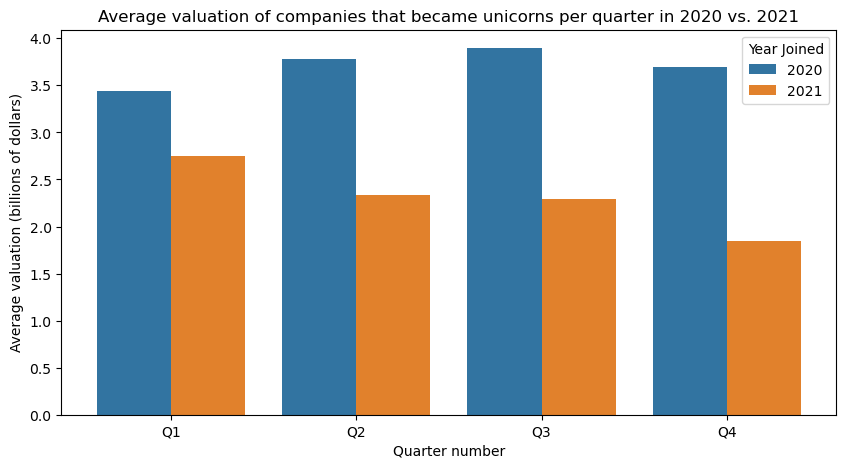 Average valuation of companies that became unicorns per quarter in 2020 vs. 2021
Average valuation (billions of dollars)
4.0
3.5
3.0
2.5
2.0
1.5
1.0
0.5
0.0
Year Joined
2020
2021
Q1
Q2
Q3
Q4
Quarter number